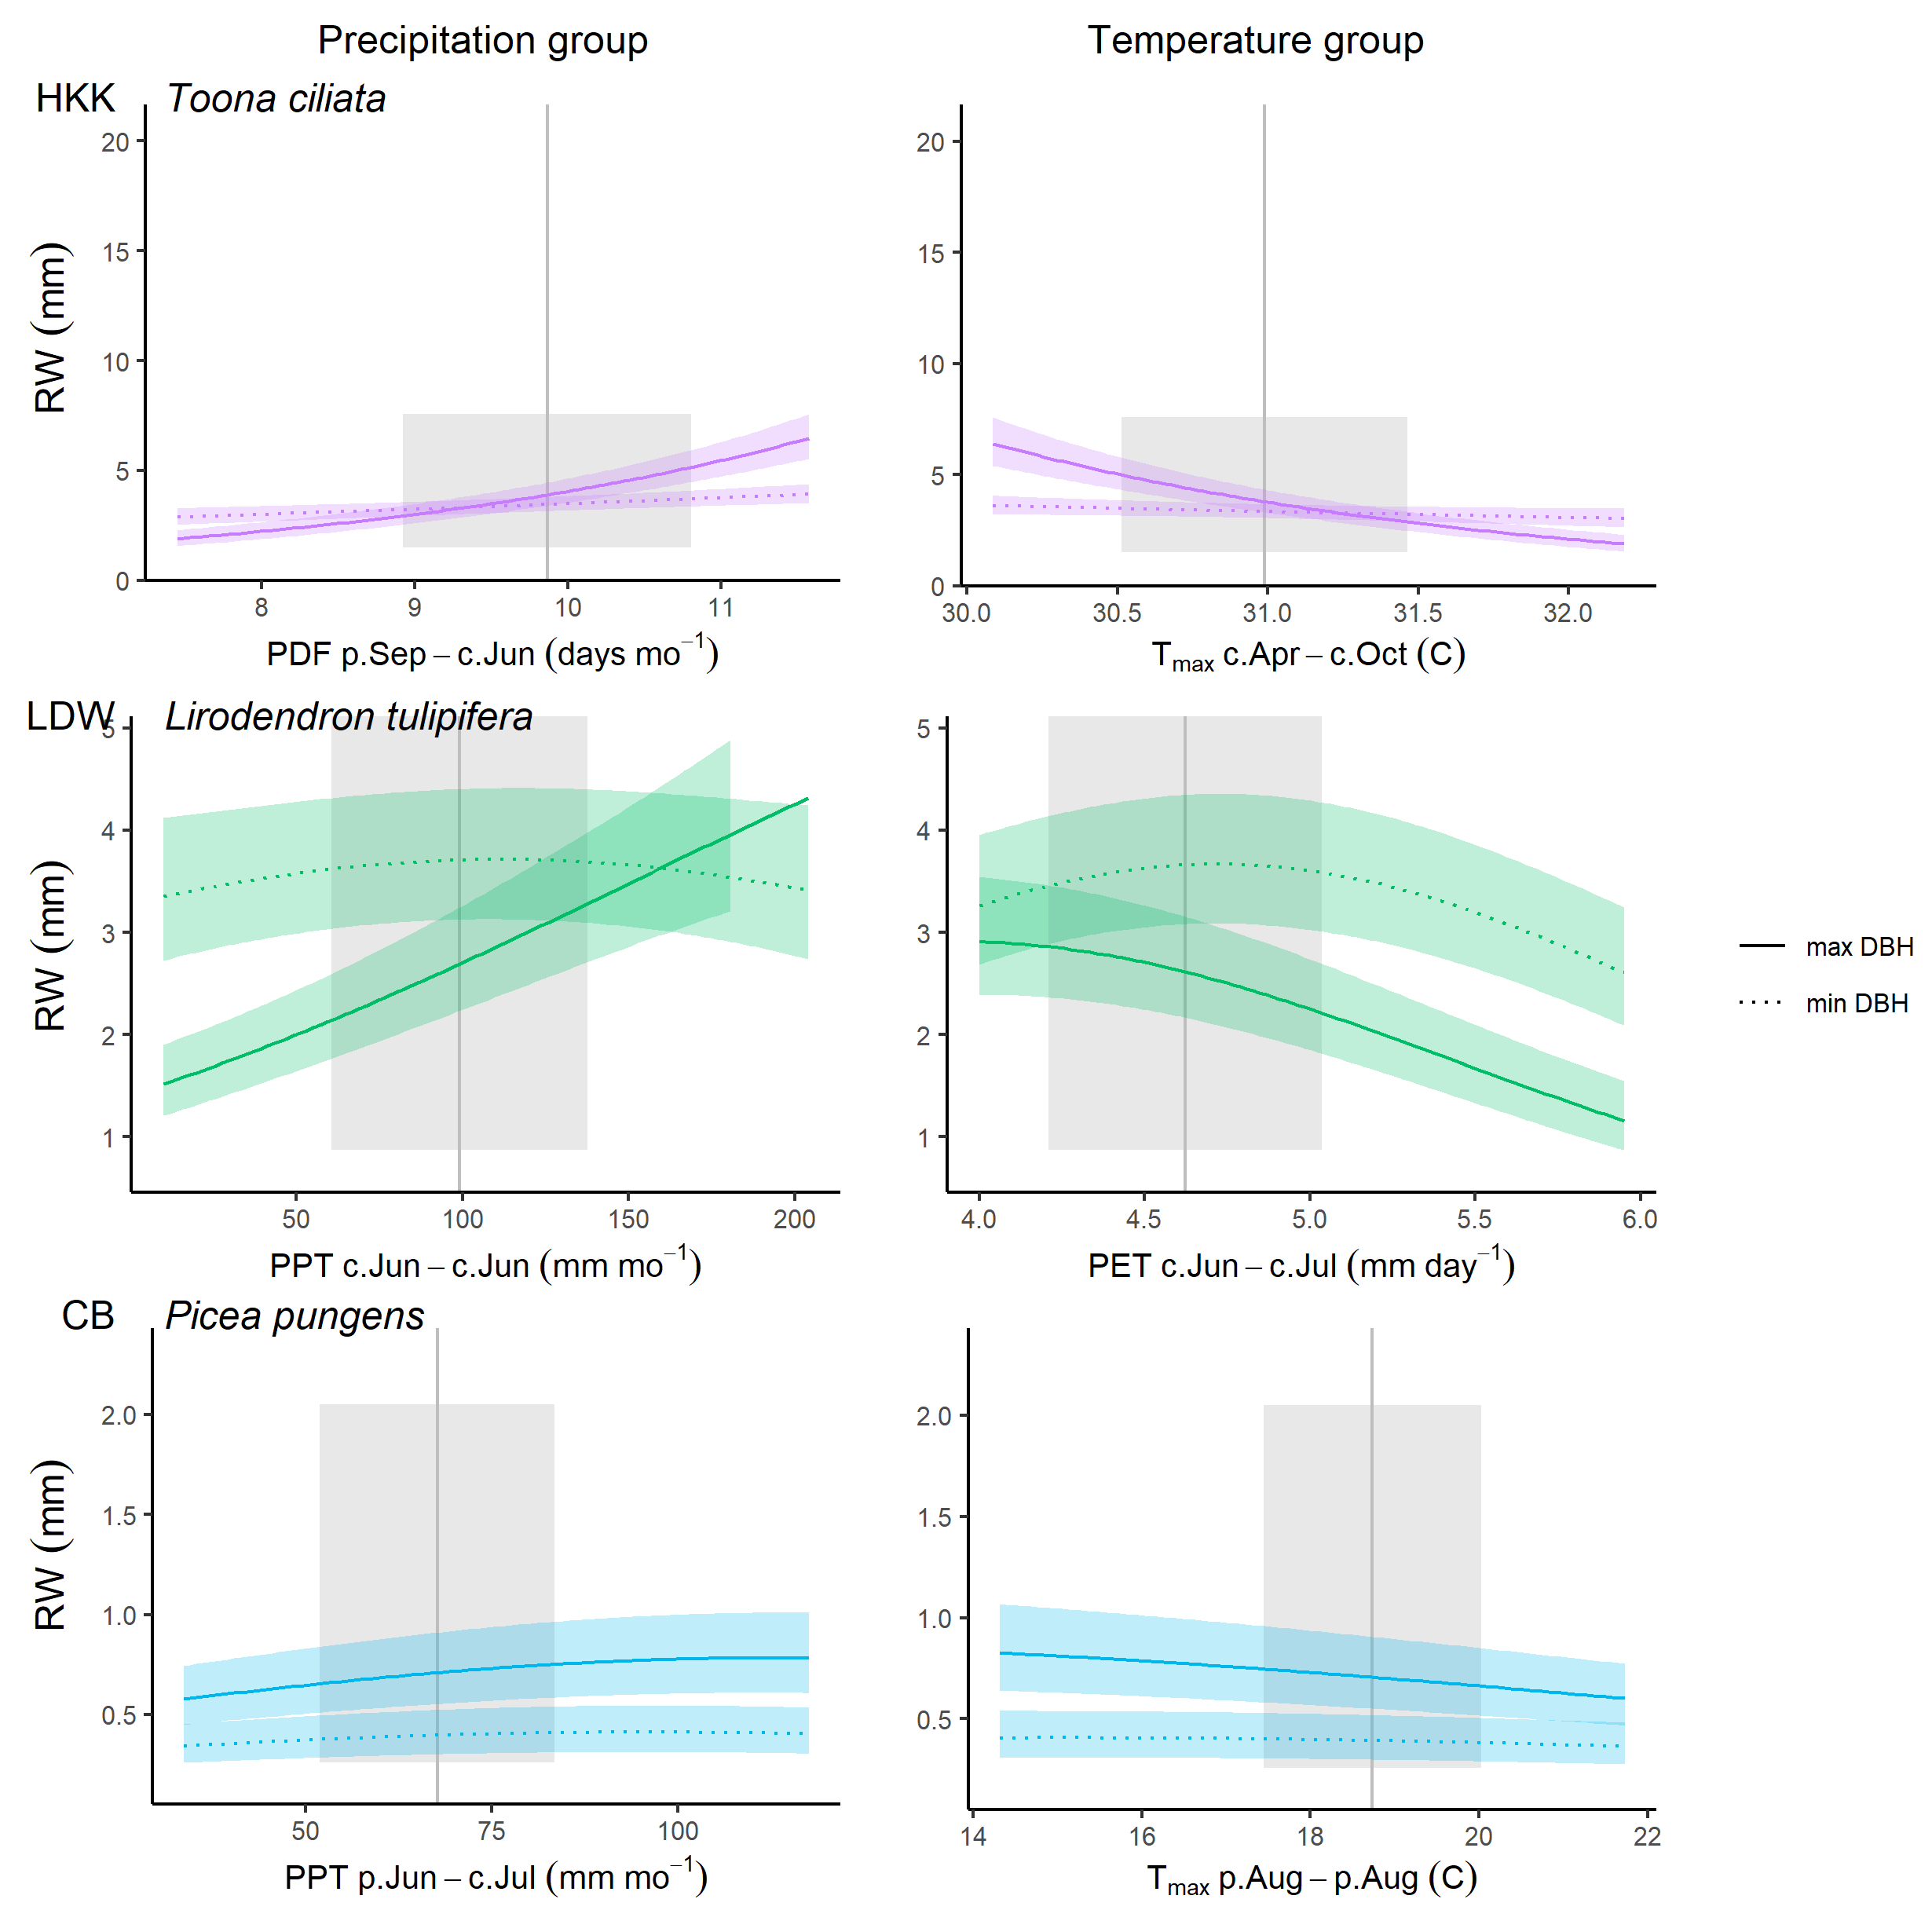 Precipitation group
Temperature group
HKK
Toona ciliata
RW (mm)
20
15
10
5
0
8
9
10
11
PDF p.Sep – c.Jun (days mo⁻¹)
20
15
10
5
0
30.0
30.5
31.0
31.5
32.0
Tₘₐₓ c.Apr – c.Oct (C)
LDW
Lirodendron tulipifera
RW (mm)
5
4
3
2
1
50
100
150
200
PPT c.Jun – c.Jun (mm mo⁻¹)
5
4
3
2
1
4.0
4.5
5.0
5.5
6.0
PET c.Jun – c.Jul (mm day⁻¹)
max DBH
min DBH
CB
Picea pungens
RW (mm)
2.0
1.5
1.0
0.5
50
75
100
PPT p.Jun – c.Jul (mm mo⁻¹)
2.0
1.5
1.0
0.5
14
16
18
20
22
Tₘₐₓ p.Aug – p.Aug (C)